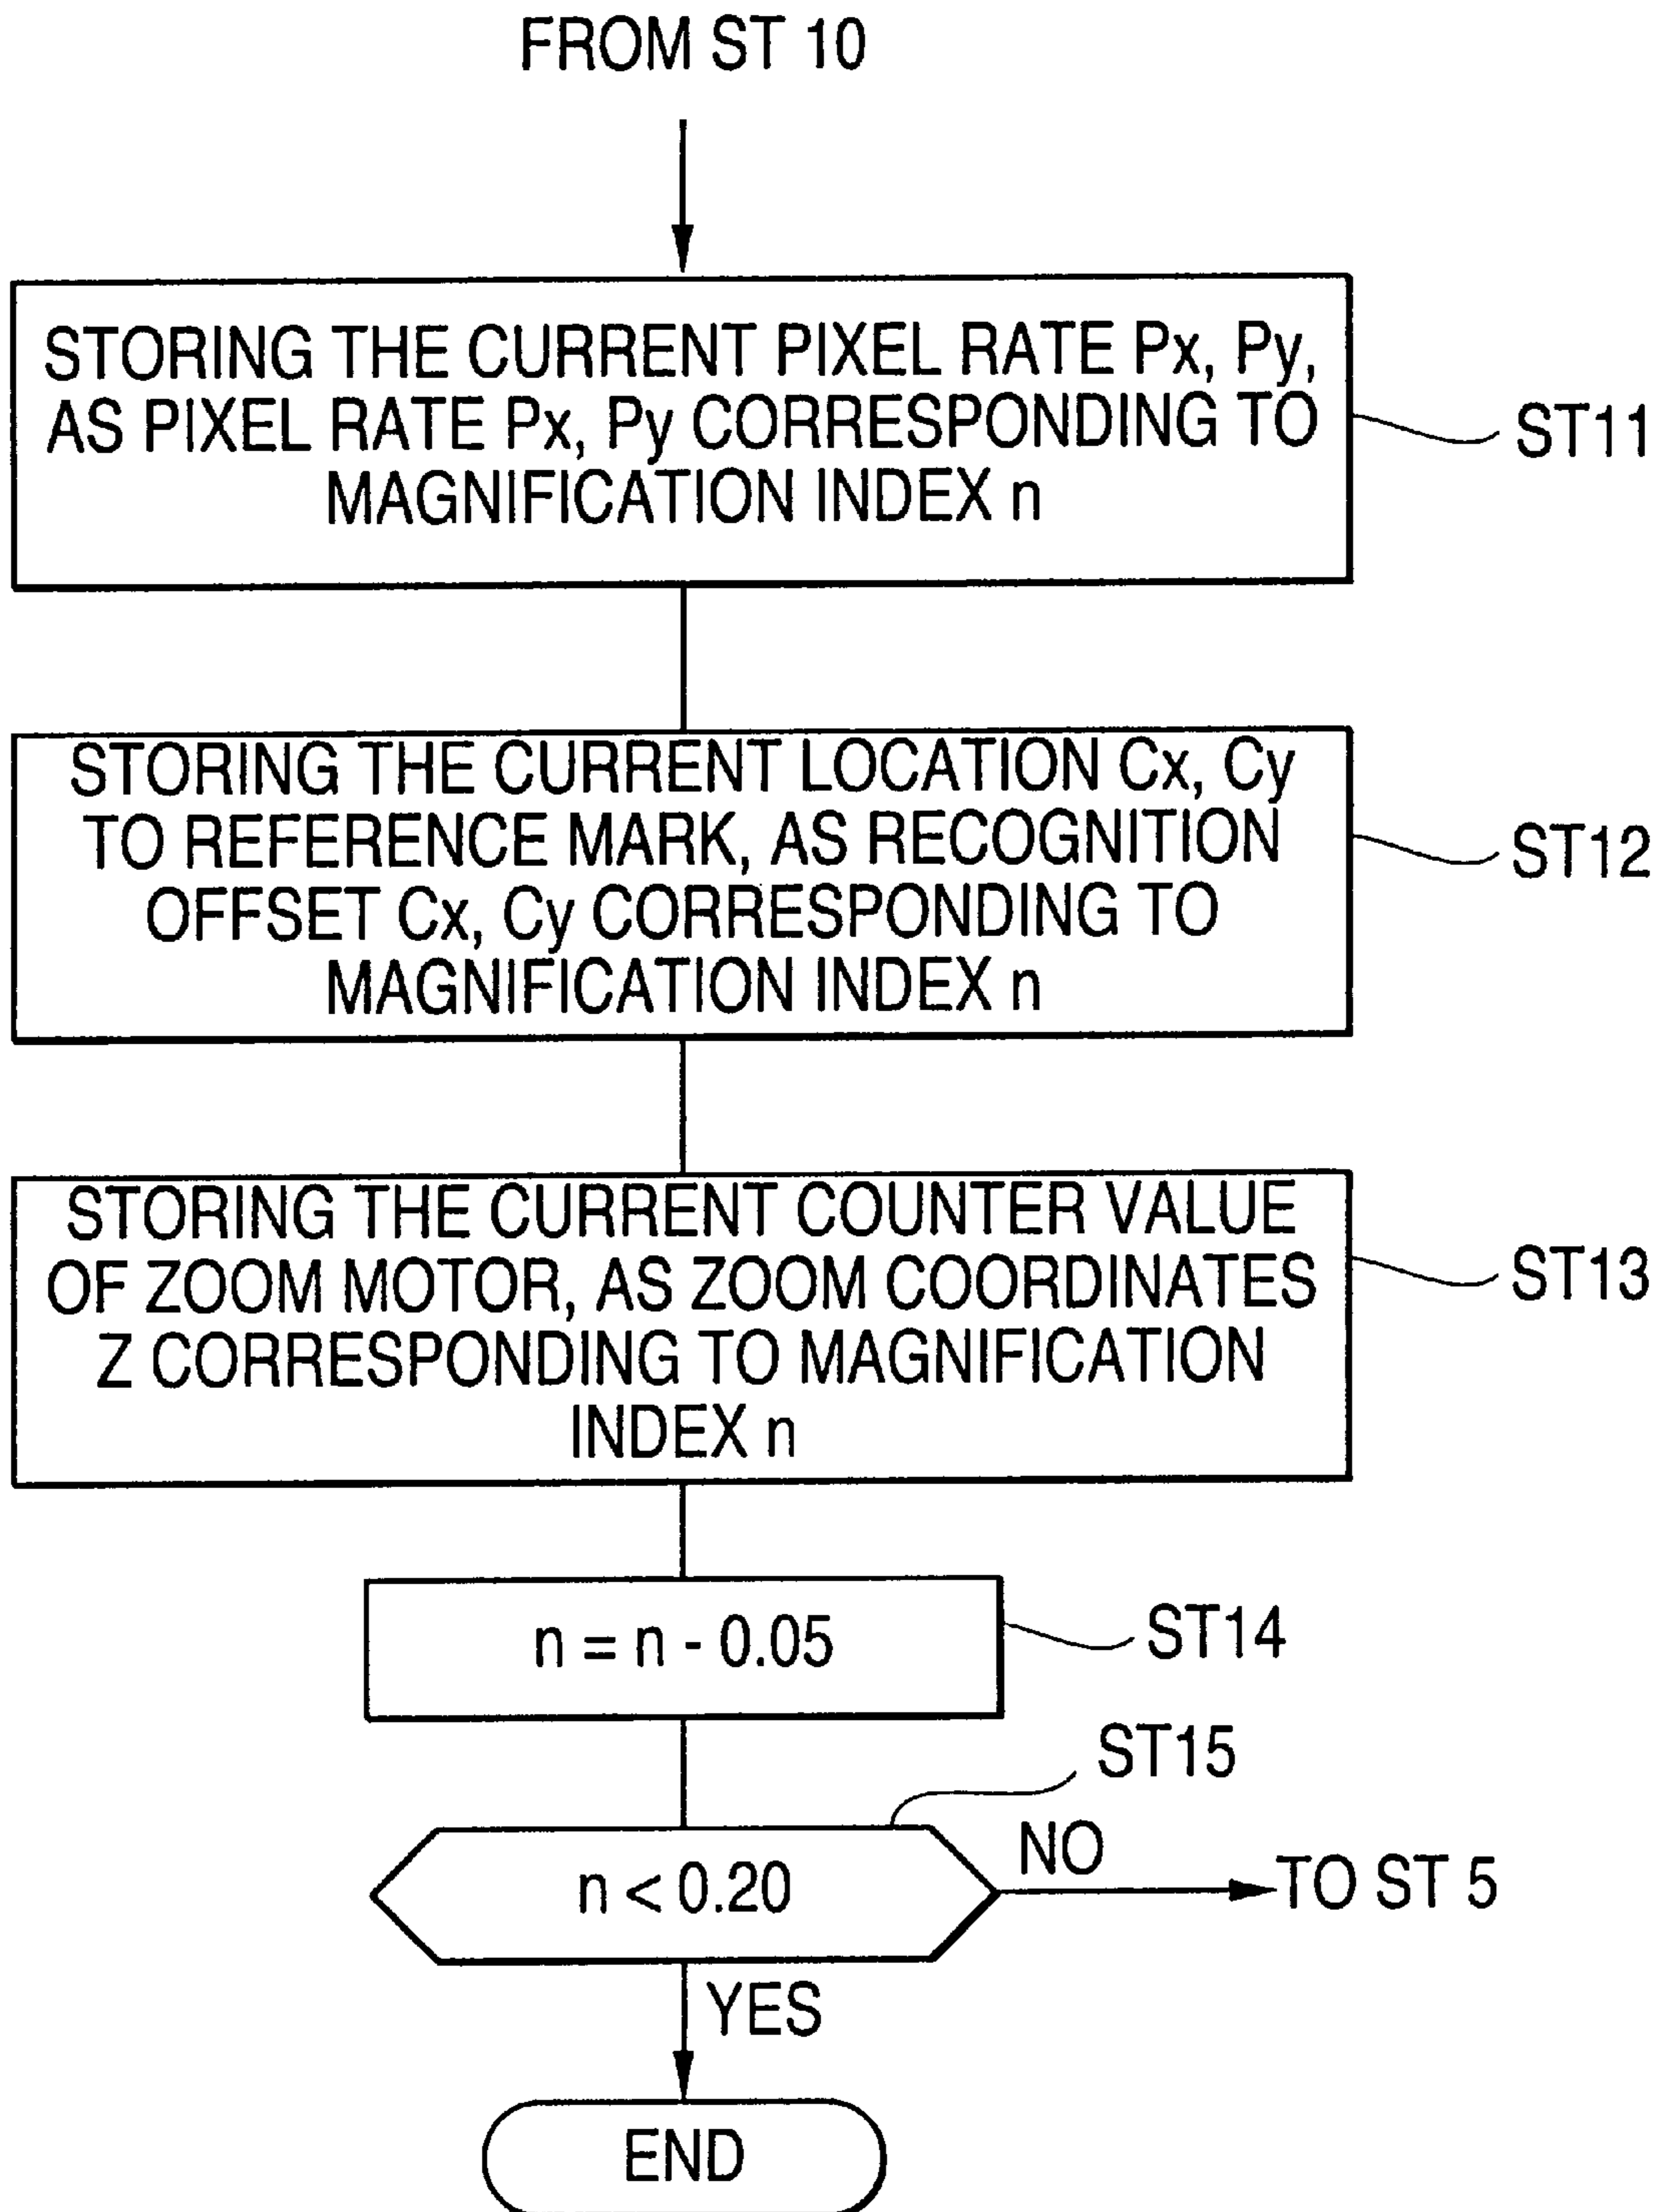 FROM ST 10
STORING THE CURRENT PIXEL RATE Px, Py,
AS PIXEL RATE Px, Py CORRESPONDING TO
MAGNIFICATION INDEX n
ST11
STORING THE CURRENT LOCATION Cx, Cy
TO REFERENCE MARK, AS RECOGNITION
OFFSET Cx, Cy CORRESPONDING TO
MAGNIFICATION INDEX n
ST12
STORING THE CURRENT COUNTER VALUE
OF ZOOM MOTOR, AS ZOOM COORDINATES
Z CORRESPONDING TO MAGNIFICATION
INDEX n
ST13
n = n - 0.05
ST14
ST15
n < 0.20
NO
TO ST 5
YES
END